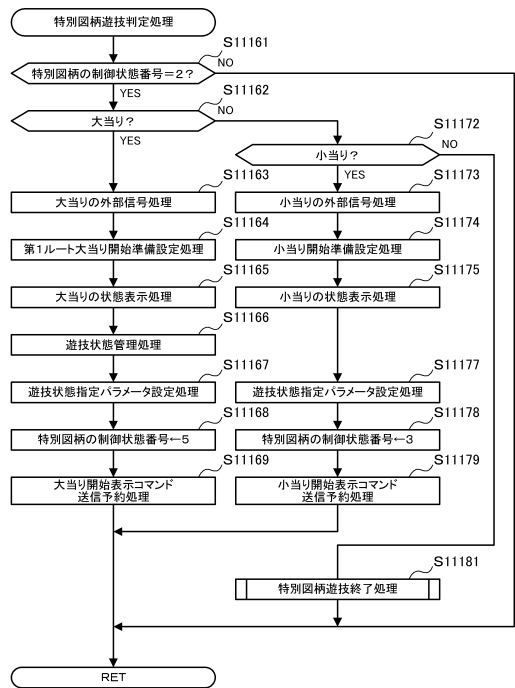 特別図柄遊技判定処理
S11161
特別図柄の制御状態番号=2?
NO
YES
S11162
大当り?
NO
YES
S11172
小当り?
NO
YES
S11163
大当りの外部信号処理
S11173
小当りの外部信号処理
S11164
第1ルート大当り開始準備設定処理
S11174
小当り開始準備設定処理
S11165
大当りの状態表示処理
S11175
小当りの状態表示処理
S11166
遊技状態管理処理
S11167
遊技状態指定パラメータ設定処理
S11177
遊技状態指定パラメータ設定処理
S11168
特別図柄の制御状態番号←5
S11178
特別図柄の制御状態番号←3
S11169
大当り開始表示コマンド
送信予約処理
S11179
小当り開始表示コマンド
送信予約処理
S11181
特別図柄遊技終了処理
RET